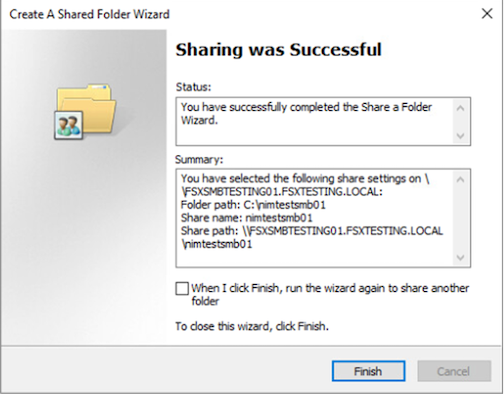 Create A Shared Folder Wizard
Sharing was Successful
Status:
You have successfully completed the Share a Folder
Wizard.
Summary:
You have selected the following share settings on \
\FSXSMBTESTING01.FSXTESTING.LOCAL:
Folder path: C:\nimtestsmb01
Share name: nimtestsmb01
Share path: \\FSXSMBTESTING01.FSXTESTING.LOCAL
\nimtestsmb01
When I click Finish, run the wizard again to share another
folder
To close this wizard, click Finish.
Finish
Cancel